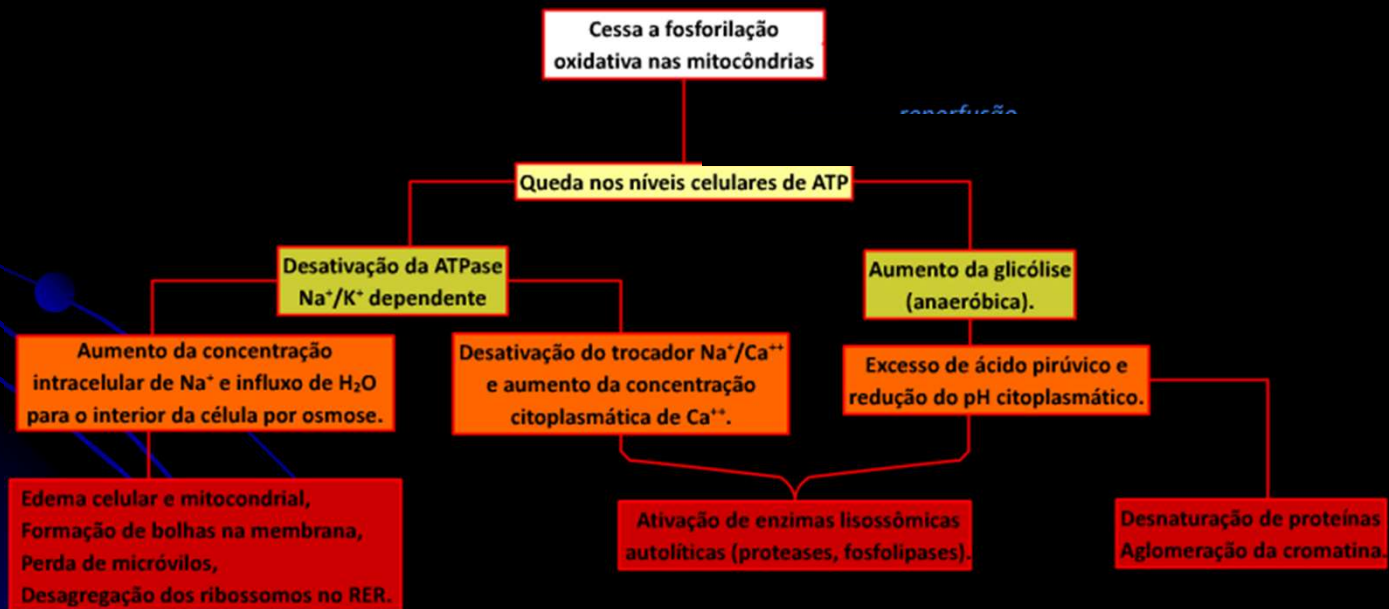 Cessa a fosforilação
oxidativa nas mitocôndrias
reperfusão
Queda nos níveis celulares de ATP
Desativação da ATPase
Na⁺/K⁺ dependente
Aumento da glicólise
(anaeróbica).
Aumento da concentração
intracelular de Na⁺ e influxo de H₂O
para o interior da célula por osmose.
Desativação do trocador Na⁺/Ca⁺⁺
e aumento da concentração
citoplasmática de Ca⁺⁺.
Excesso de ácido pirúvico e
redução do pH citoplasmático.
Edema celular e mitocondrial,
Formação de bolhas na membrana,
Perda de micróvilos,
Desagregação dos ribossomos no RER.
Ativação de enzimas lisossômicas
autolíticas (proteases, fosfolipases).
Desnaturação de proteínas
Aglomeração da cromatina.